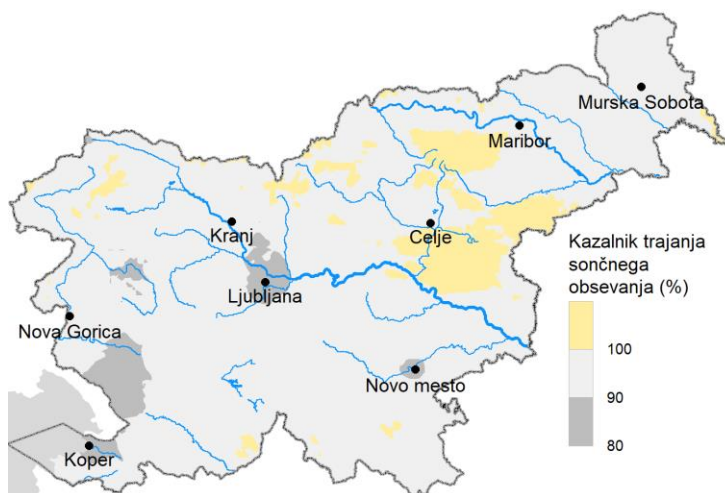 Murska Sobota
Maribor
Kranj
Celje
Ljubljana
Nova Gorica
Novo mesto
Koper
Kazalnik trajanja
sončnega
obsevanja (%)
100
90
80